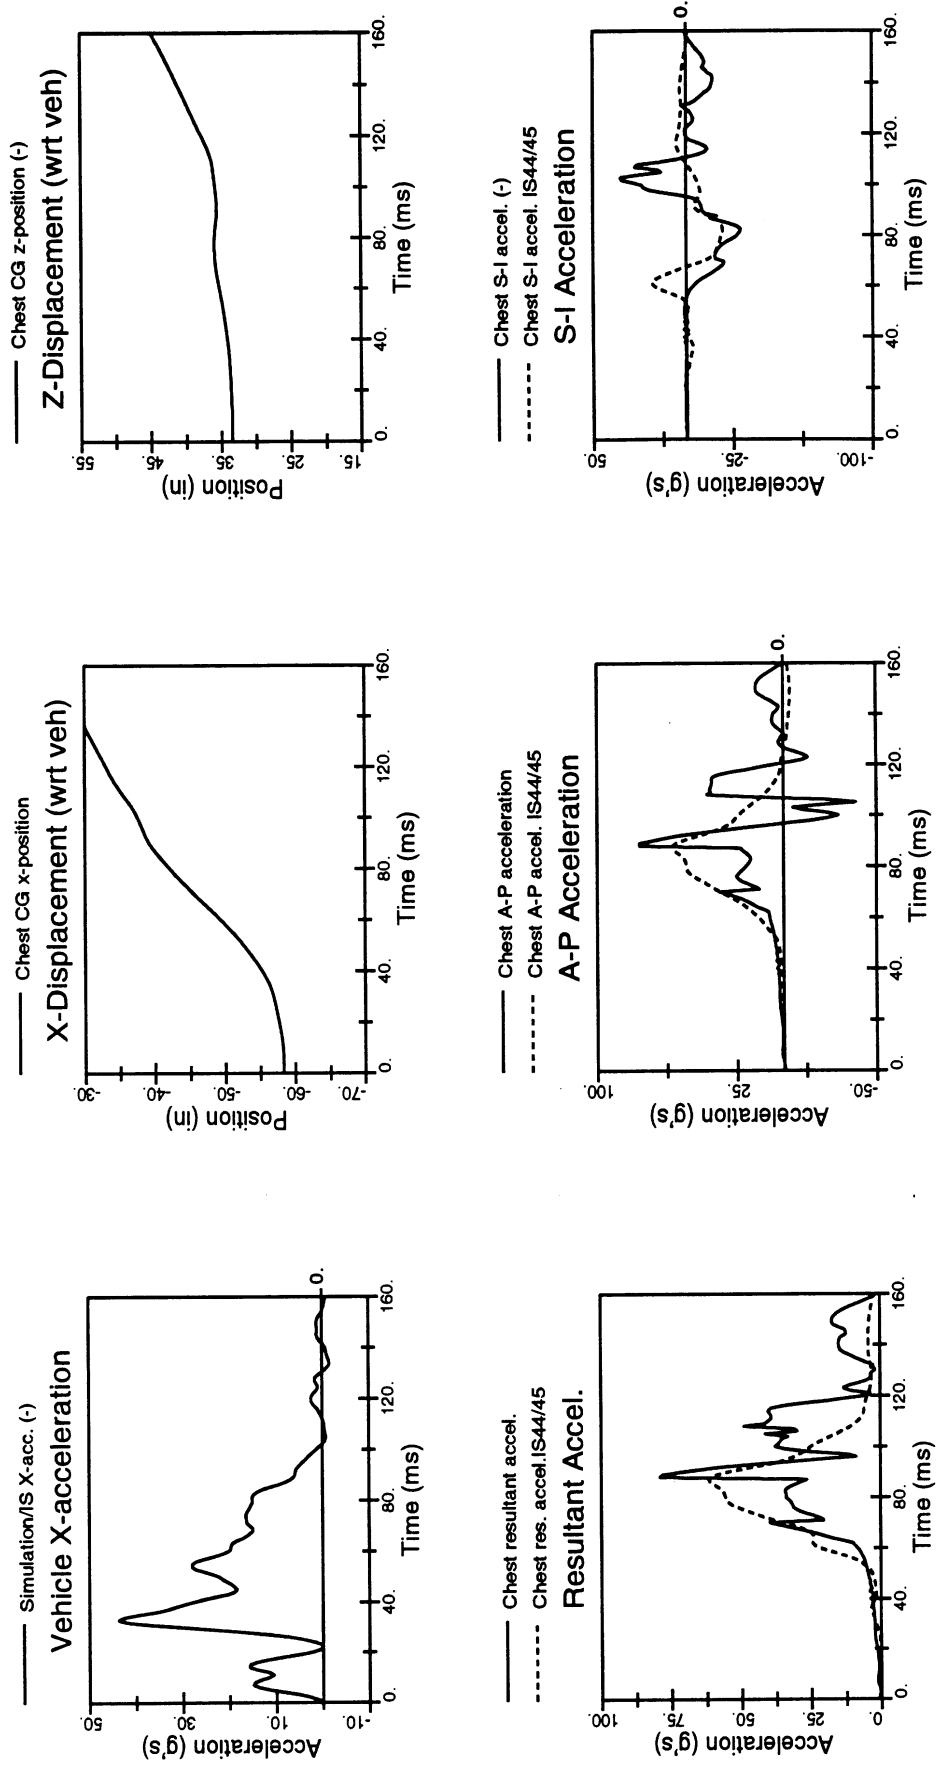 Simulation/IS X-acc. (-)
Vehicle X-acceleration
Acceleration (g's)
50.
30.
10.
-10.
0.
0. 40. 80. 120. 160.
Time (ms)
Chest CG x-position
X-Displacement (wrt veh)
Position (in)
-30.
-40.
-50.
-60.
-70.
0. 40. 80. 120. 160.
Time (ms)
Chest CG z-position (-)
Z-Displacement (wrt veh)
Position (in)
55.
45.
35.
25.
15.
0. 40. 80. 120. 160.
Time (ms)
Chest resultant accel.
Chest res. accel.IS44/45
Resultant Accel.
Acceleration (g's)
100.
75.
50.
25.
0.
0. 40. 80. 120. 160.
Time (ms)
Chest A-P acceleration
Chest A-P accel. IS44/45
A-P Acceleration
Acceleration (g's)
100.
25.
-50.
0.
0. 40. 80. 120. 160.
Time (ms)
Chest S-I accel. (-)
Chest S-I accel. IS44/45
S-I Acceleration
Acceleration (g's)
50.
-25.
-100.
0.
0. 40. 80. 120. 160.
Time (ms)